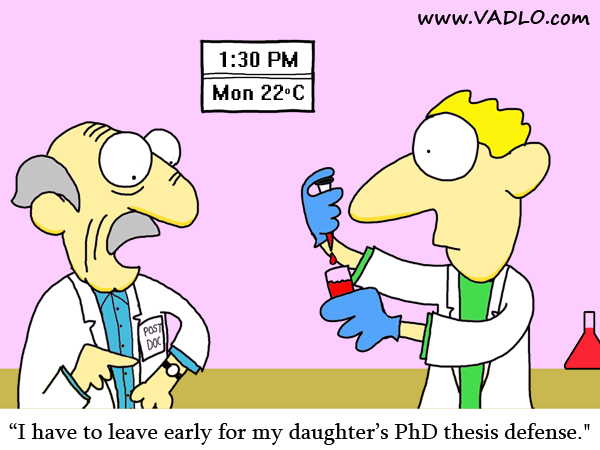 www.VADLO.com
1:30 PM
Mon 22°C
POST
DOC
“I have to leave early for my daughter’s PhD thesis defense."